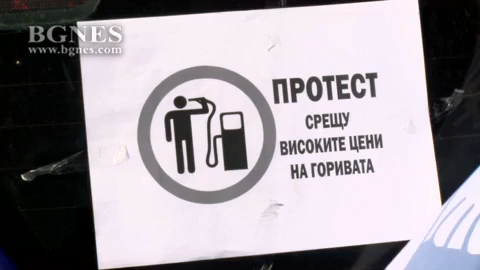 BGNES
www.bgnes.com
ПРОТЕСТ
СРЕЩУ
ВИСОКИТЕ ЦЕНИ
НА ГОРИВАТА